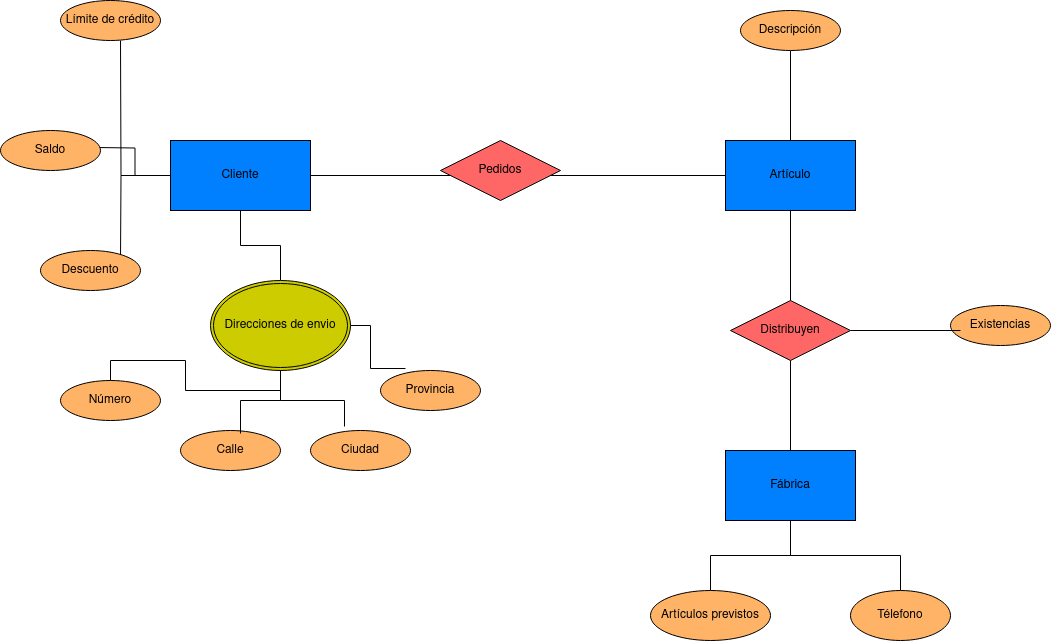 Límite de crédito
Descripción
Saldo
Cliente
Pedidos
Artículo
Descuento
Direcciones de envio
Distribuyen
Existencias
Número
Provincia
Calle
Ciudad
Fábrica
Artículos previstos
Télefono